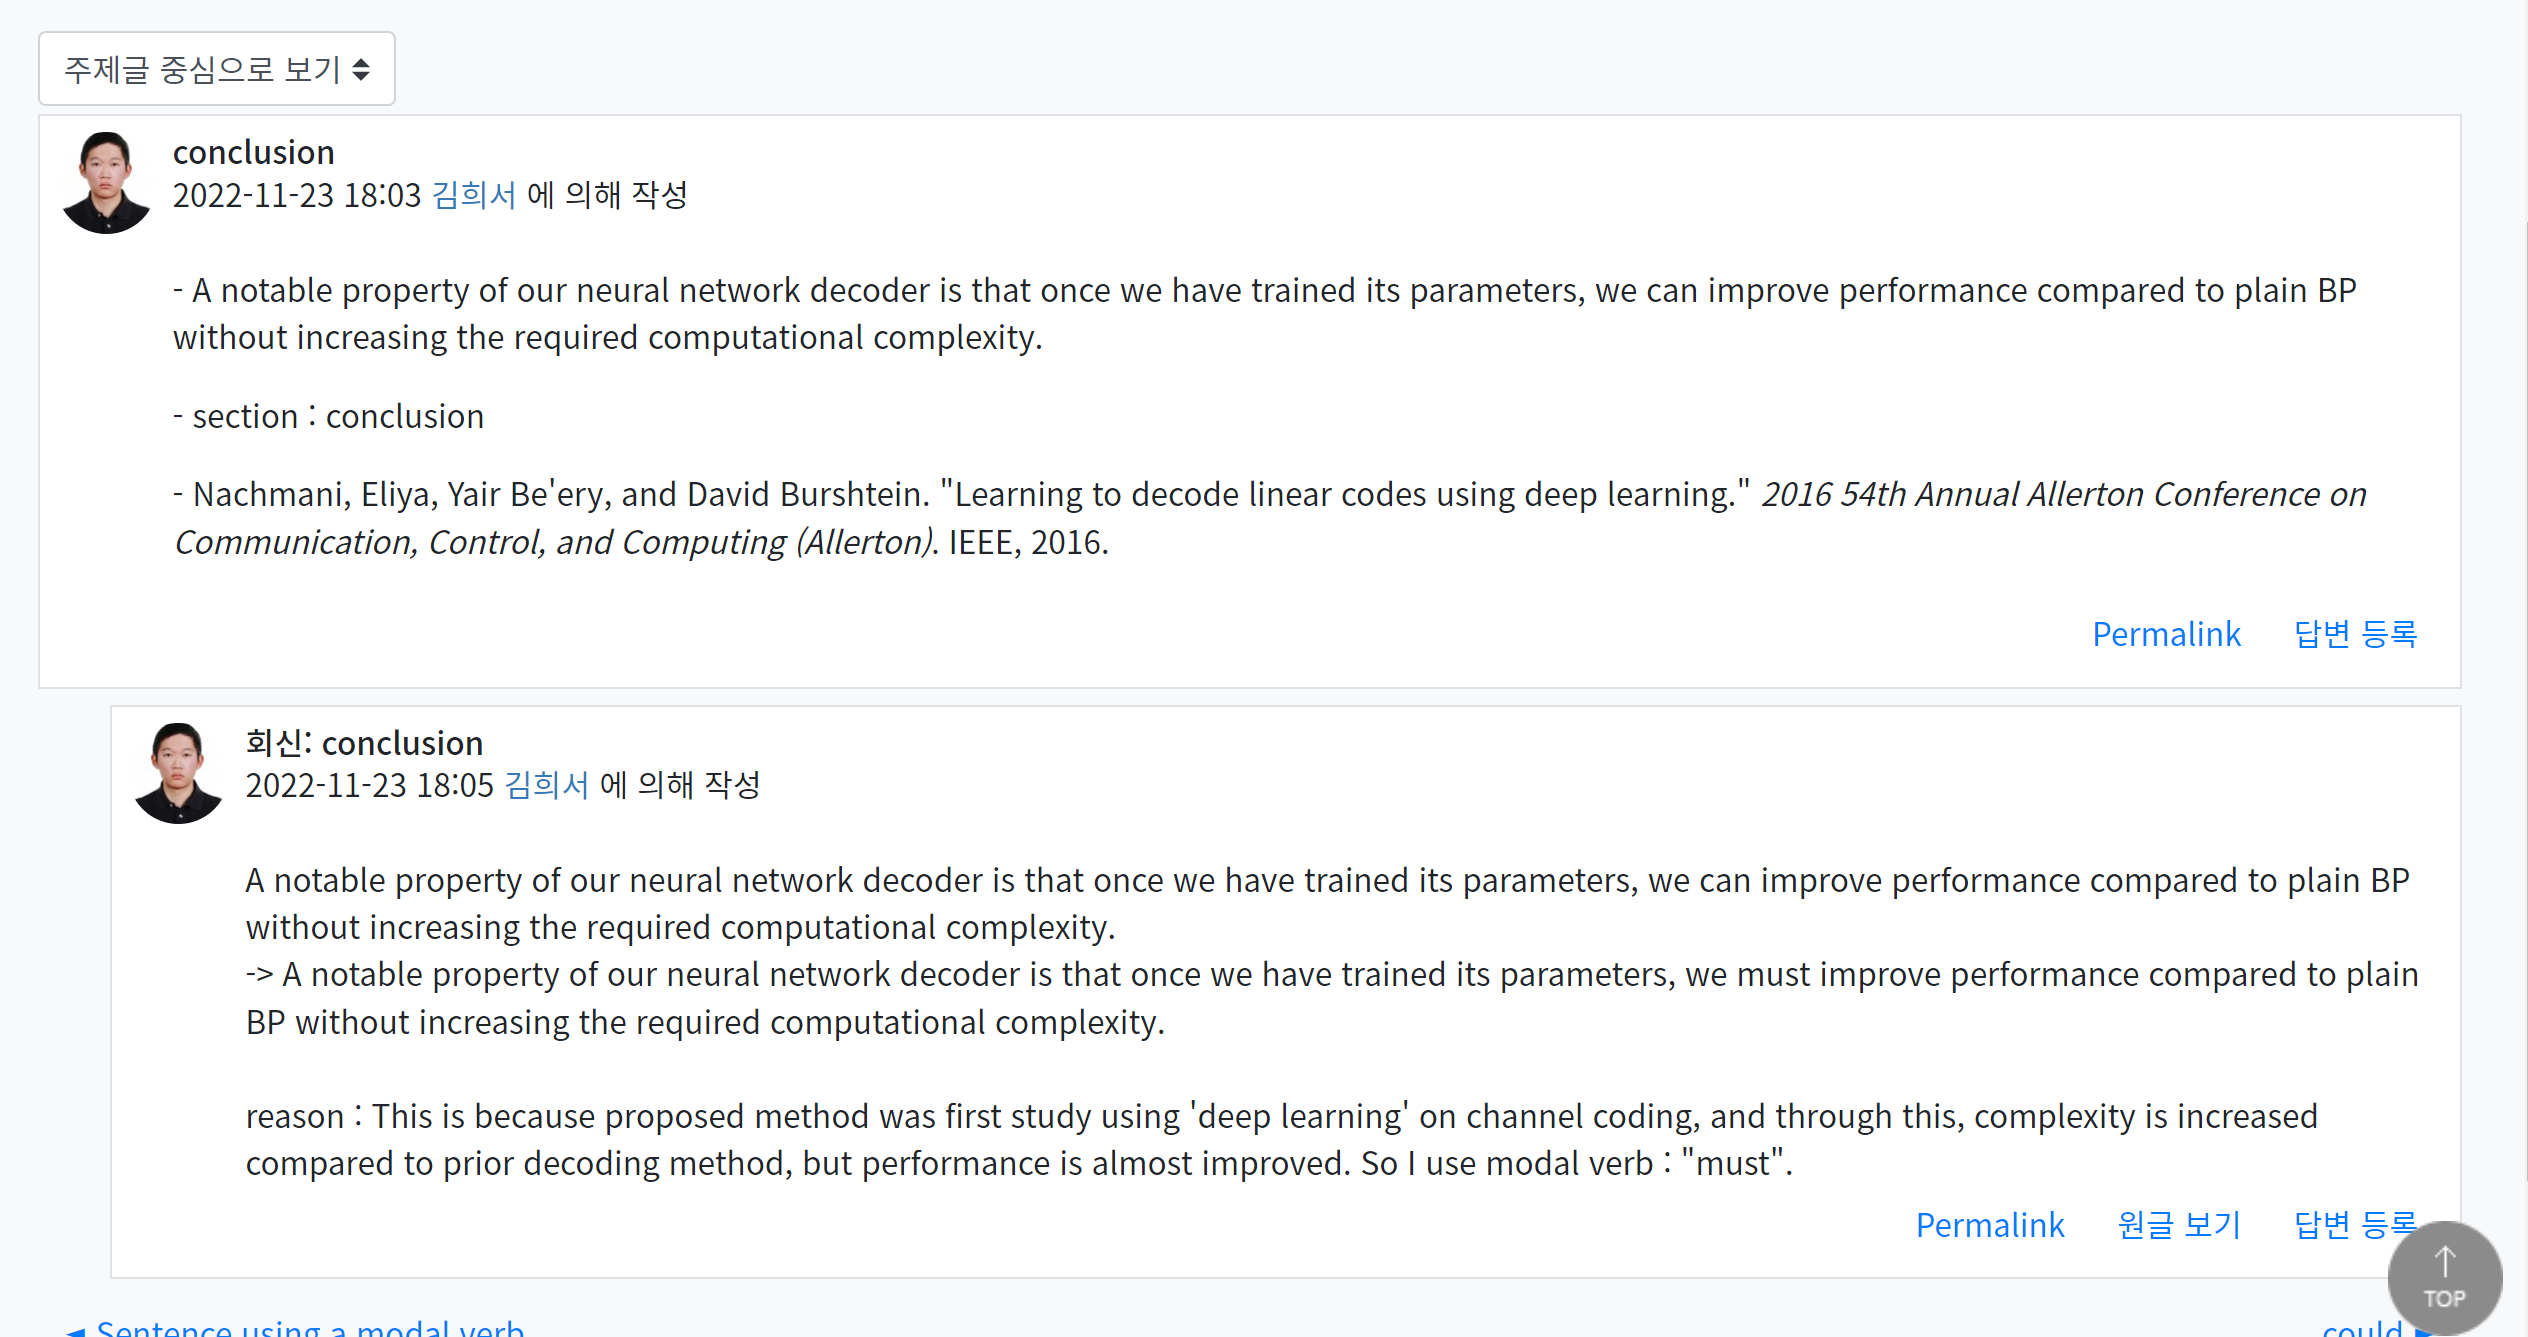 주제글 중심으로 보기
conclusion
2022-11-23 18:03 김희서 에 의해 작성
- A notable property of our neural network decoder is that once we have trained its parameters, we can improve performance compared to plain BP
without increasing the required computational complexity.
- section : conclusion
- Nachmani, Eliya, Yair Be'ery, and David Burshtein. "Learning to decode linear codes using deep learning." 2016 54th Annual Allerton Conference on
Communication, Control, and Computing (Allerton). IEEE, 2016.
Permalink 답변 등록
회신: conclusion
2022-11-23 18:05 김희서 에 의해 작성
A notable property of our neural network decoder is that once we have trained its parameters, we can improve performance compared to plain BP
without increasing the required computational complexity.
-> A notable property of our neural network decoder is that once we have trained its parameters, we must improve performance compared to plain
BP without increasing the required computational complexity.
reason : This is because proposed method was first study using 'deep learning' on channel coding, and through this, complexity is increased
compared to prior decoding method, but performance is almost improved. So I use modal verb : "must".
Permalink 원글 보기 답변 등록
TOP
◄ Sentence using a modal verb
could ►